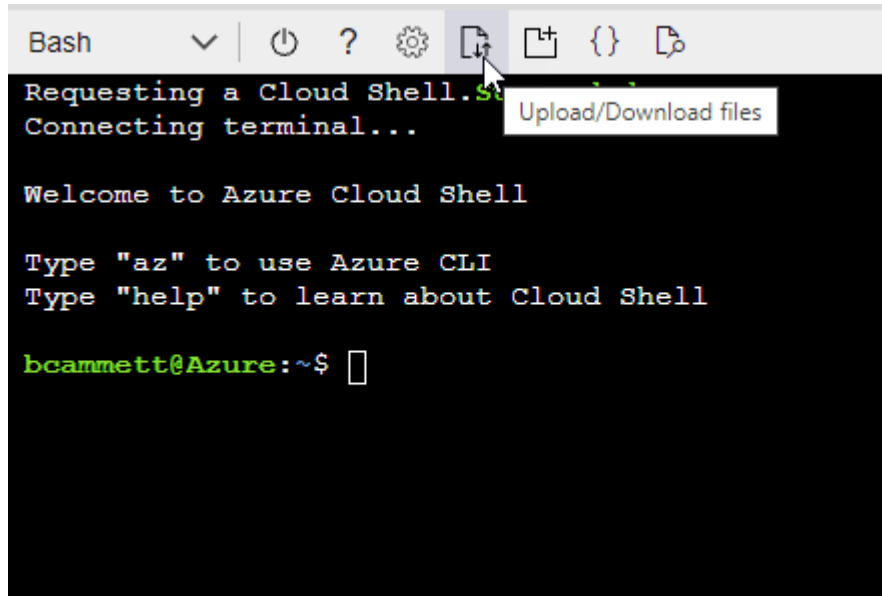 Bash
Requesting a Cloud Shell.
Upload/Download files
Connecting terminal...
Welcome to Azure Cloud Shell
Type "az" to use Azure CLI
Type "help" to learn about Cloud Shell
bcammett@Azure:~$